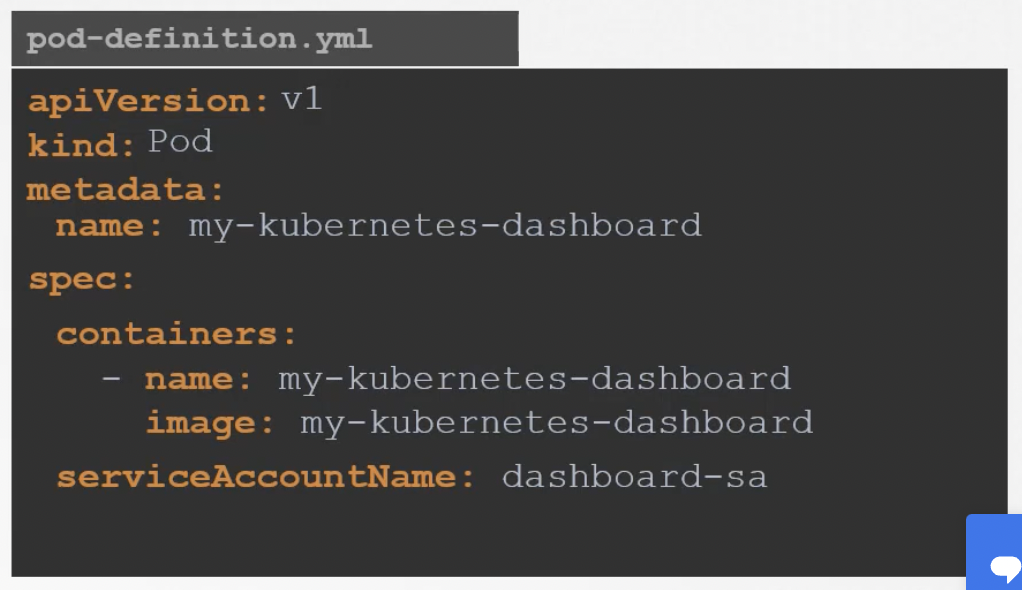 pod-definition.yml
apiVersion: v1
kind: Pod
metadata:
name: my-kubernetes-dashboard
spec:
containers:
- name: my-kubernetes-dashboard
image: my-kubernetes-dashboard
serviceAccountName: dashboard-sa